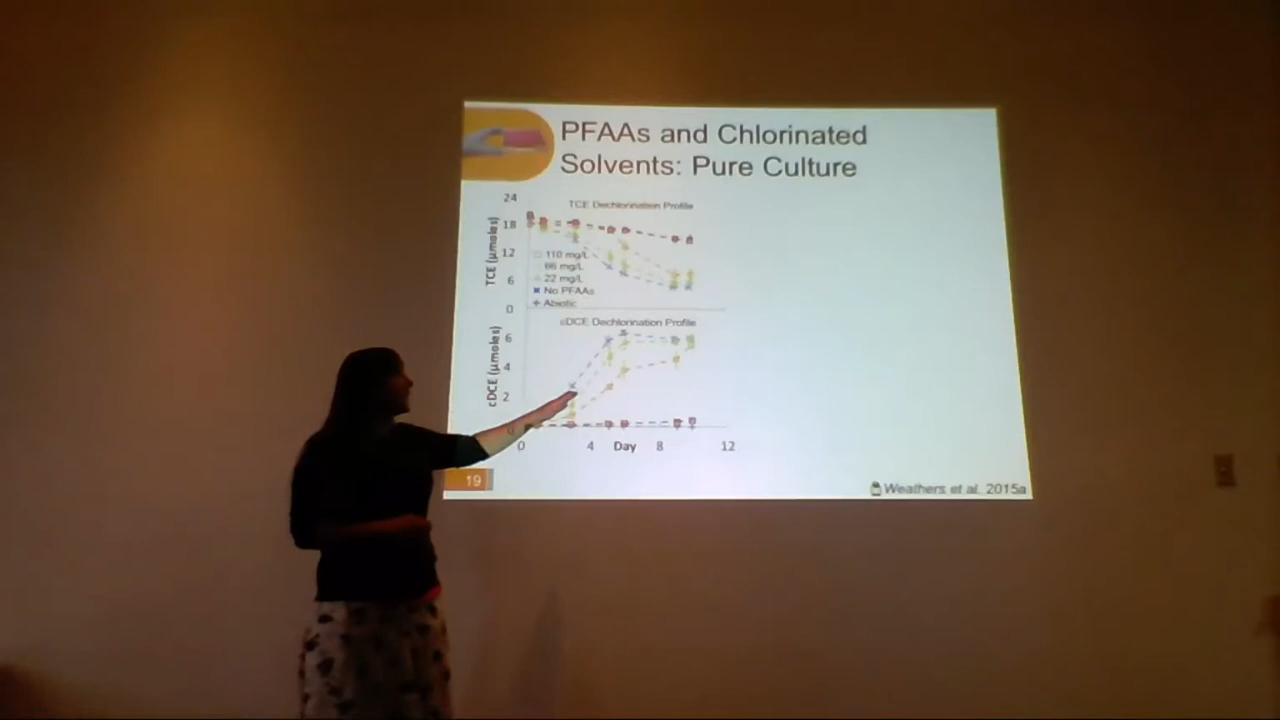 PFAAs and Chlorinated
Solvents: Pure Culture
TCE Dechlorination Profile
TCE (µmoles)
24
18
12
6
0
110 mg/L
66 mg/L
22 mg/L
No PFAAs
Abiotic
cDCE Dechlorination Profile
cDCE (µmoles)
6
4
2
0
0 4 Day 8 12
19
Weathers et al. 2015a